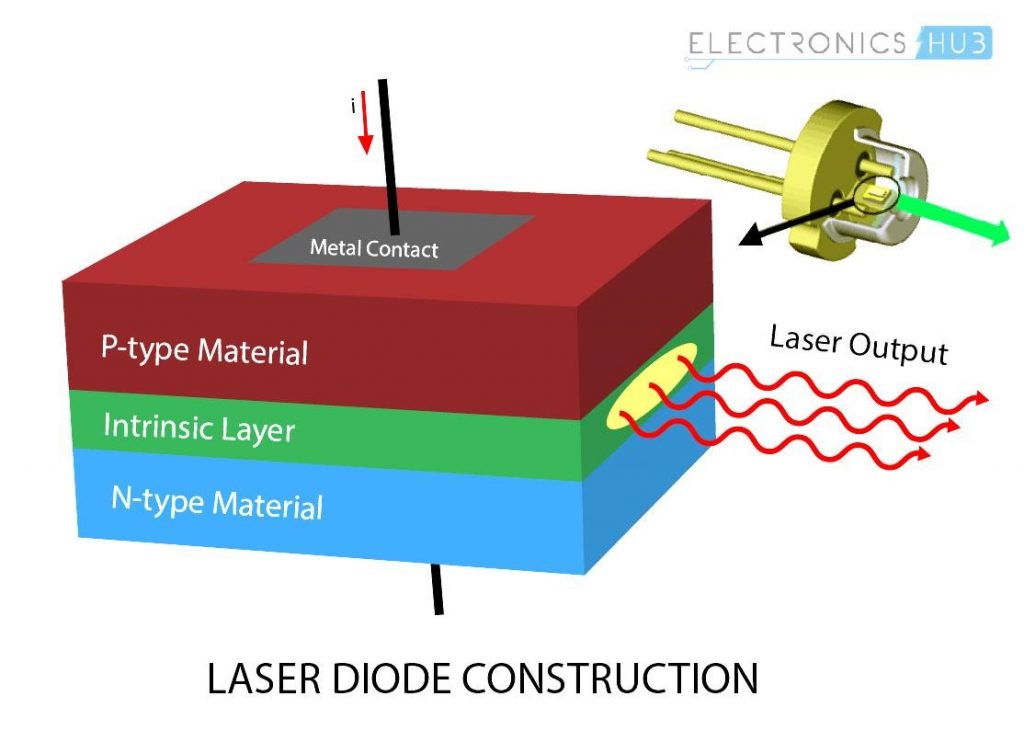 ELECTRONICS HUB
i
Metal Contact
P-type Material
Laser Output
Intrinsic Layer
N-type Material
LASER DIODE CONSTRUCTION